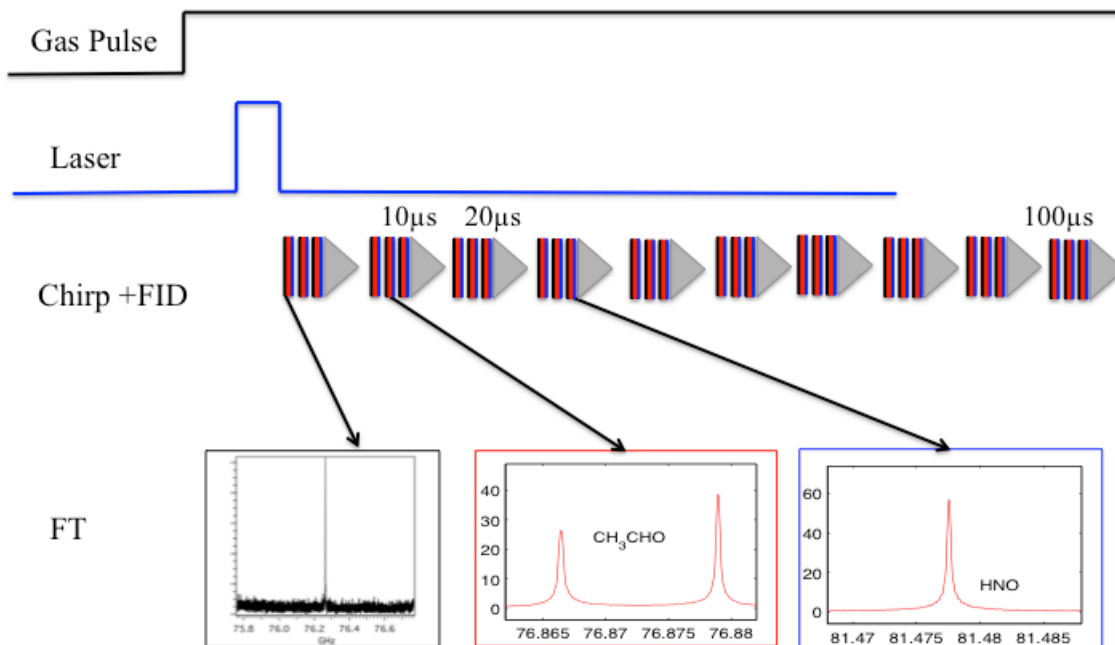 Gas Pulse
Laser
10µs 20µs 100µs
Chirp +FID
FT
75.8 76.0 76.2 76.4 76.6
GHz
40
30
20
10
0
CH₃CHO
76.865 76.87 76.875 76.88
60
40
20
0
HNO
81.47 81.475 81.48 81.485